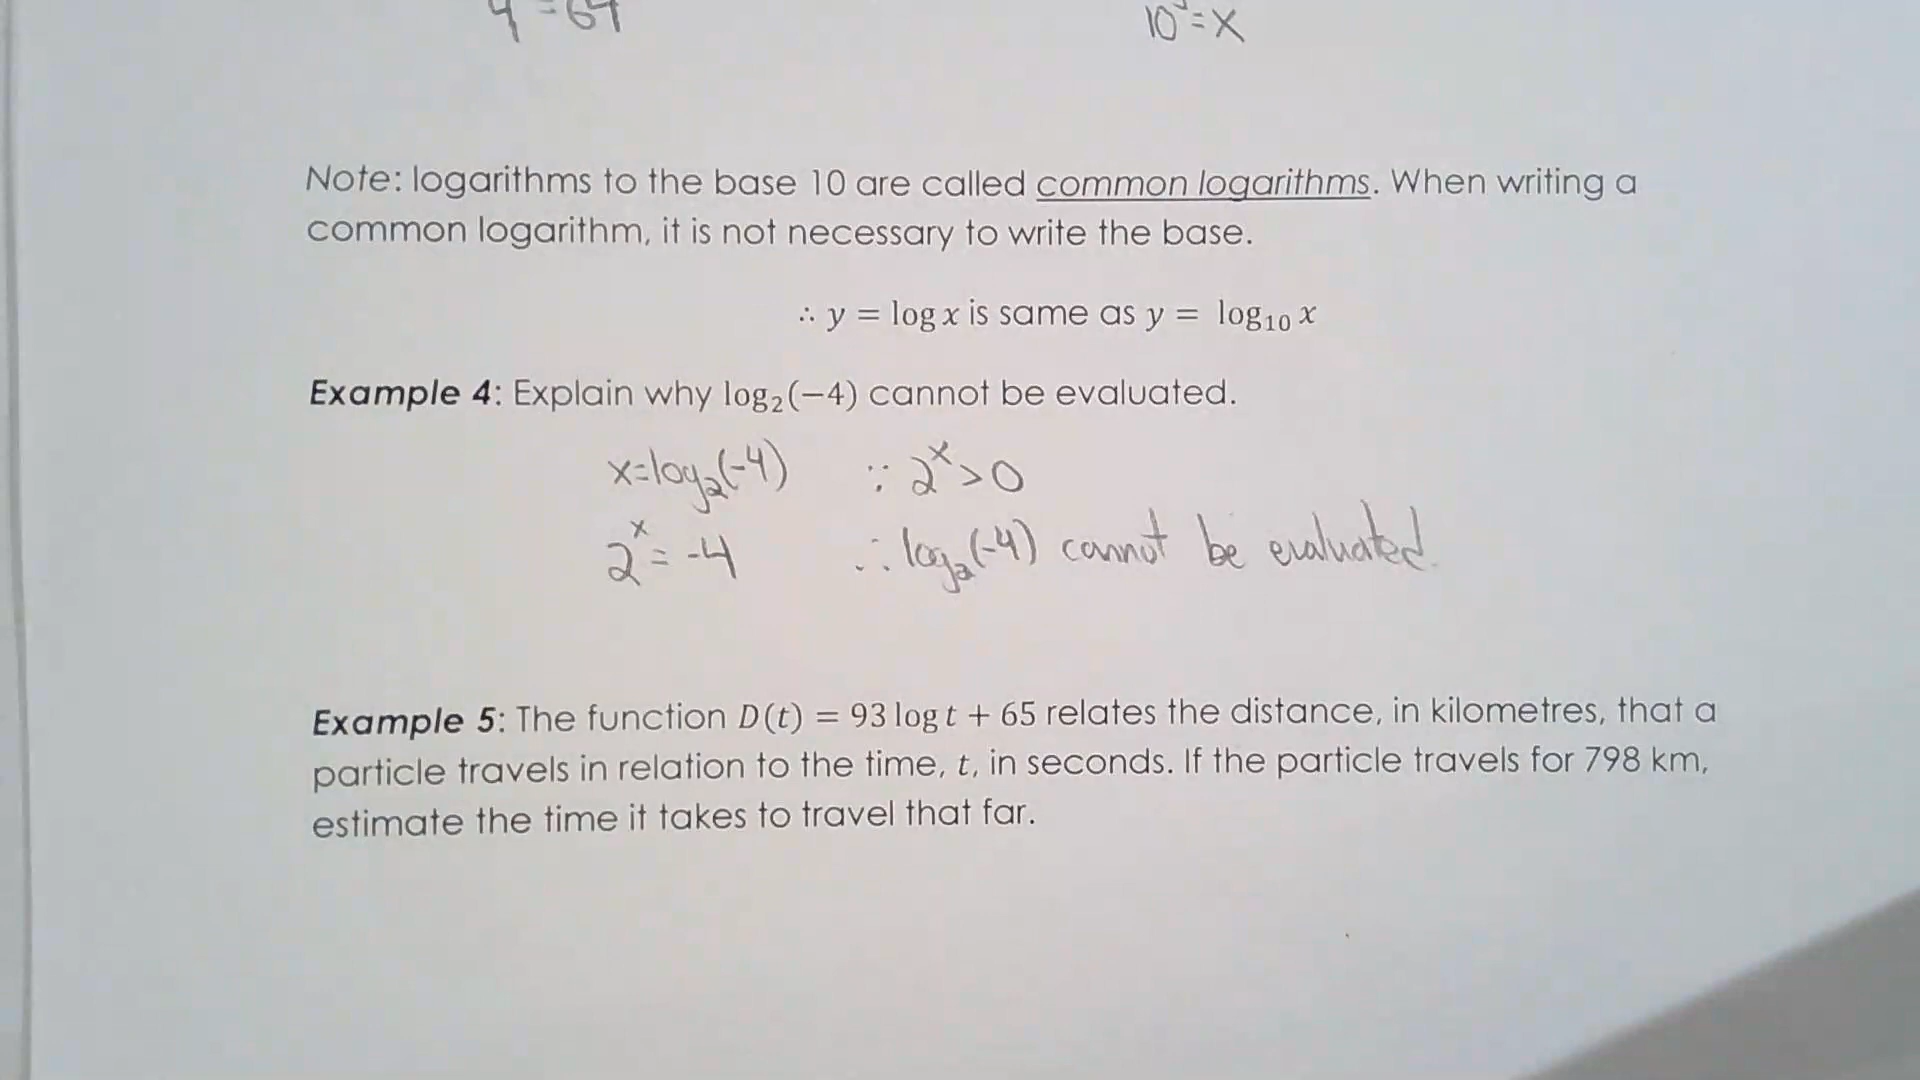 =64
10 =x
Note: logarithms to the base 10 are called common logarithms. When writing a
common logarithm, it is not necessary to write the base.
∴ y = log x is same as y = log₁₀ x
Example 4: Explain why log₂(−4) cannot be evaluated.
x=log₂(-4) ∵ 2ˣ>0
2ˣ = -4 ∴ log₂(-4) cannot be evaluated.
Example 5: The function D(t) = 93 log t + 65 relates the distance, in kilometres, that a
particle travels in relation to the time, t, in seconds. If the particle travels for 798 km,
estimate the time it takes to travel that far.